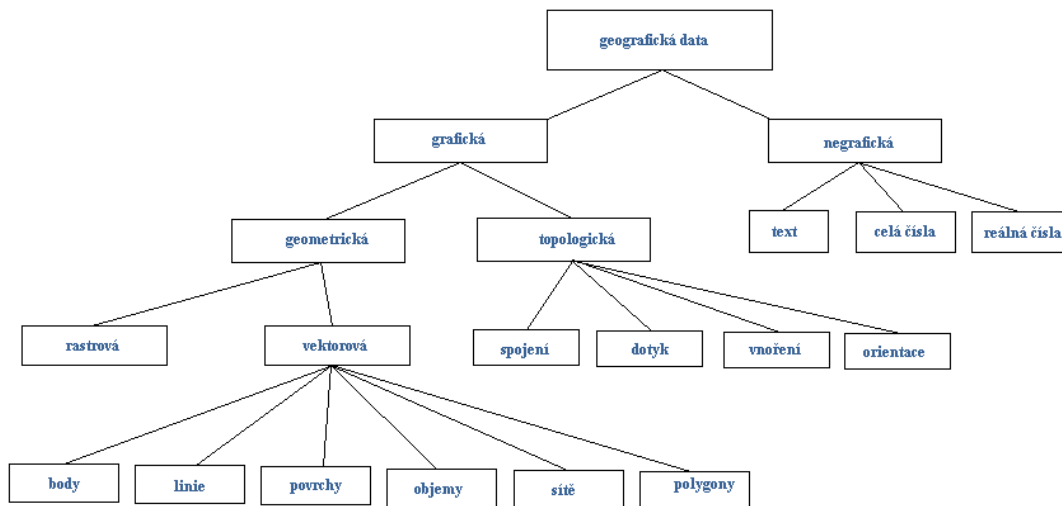 geografická data
grafická
negrafická
geometrická
topologická
text
celá čísla
reálná čísla
rastrová
vektorová
spojení
dotyk
vnoření
orientace
body
linie
povrchy
objemy
sítě
polygony